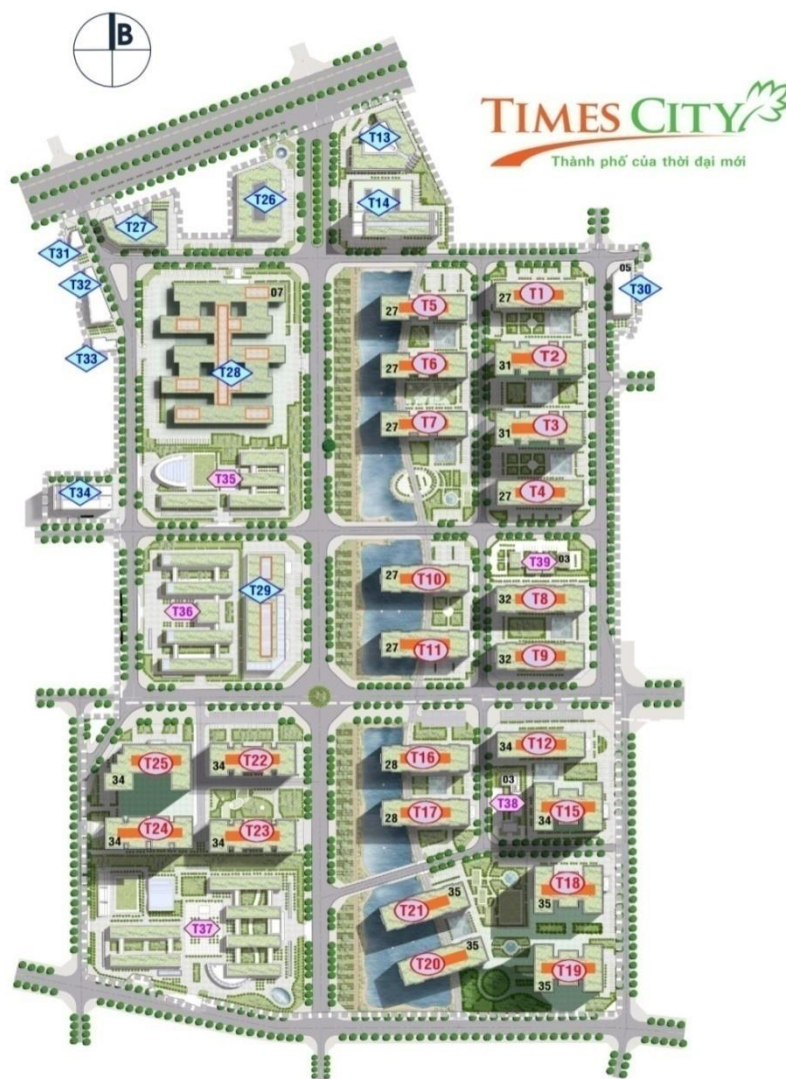 B
TIMES CITY
Thành phố của thời đại mới
T13
T26
T14
T27
T31
T32
T33
05
T30
07
T28
27
T5
27
T1
27
T6
31
T2
27
T7
31
T3
27
T4
T35
T34
T39
03
T36
T29
27
T10
32
T8
27
T11
32
T9
34
T25
34
T22
28
T16
34
T12
03
T38
28
T17
T15
34
34
T24
34
T23
35
T21
T18
35
35
T20
T19
35
T37